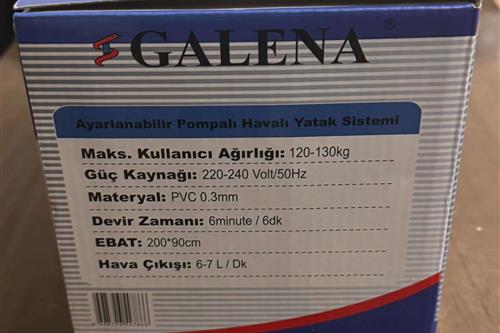 GALENA ®
Ayarlanabilir Pompalı Havalı Yatak Sistemi
Maks. Kullanıcı Ağırlığı: 120-130kg
Güç Kaynağı: 220-240 Volt/50Hz
Materyal: PVC 0.3mm
Devir Zamanı: 6minute / 6dk
EBAT: 200*90cm
Hava Çıkışı: 6-7 L / Dk